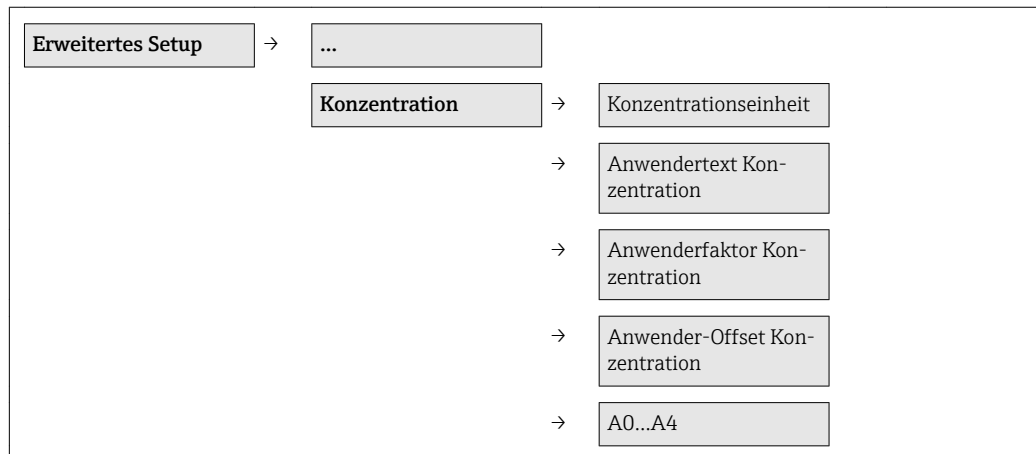 Erweitertes Setup → ...
Konzentration → Konzentrationseinheit
→ Anwendertext Kon-
zentration
→ Anwenderfaktor Kon-
zentration
→ Anwender-Offset Kon-
zentration
→ A0...A4